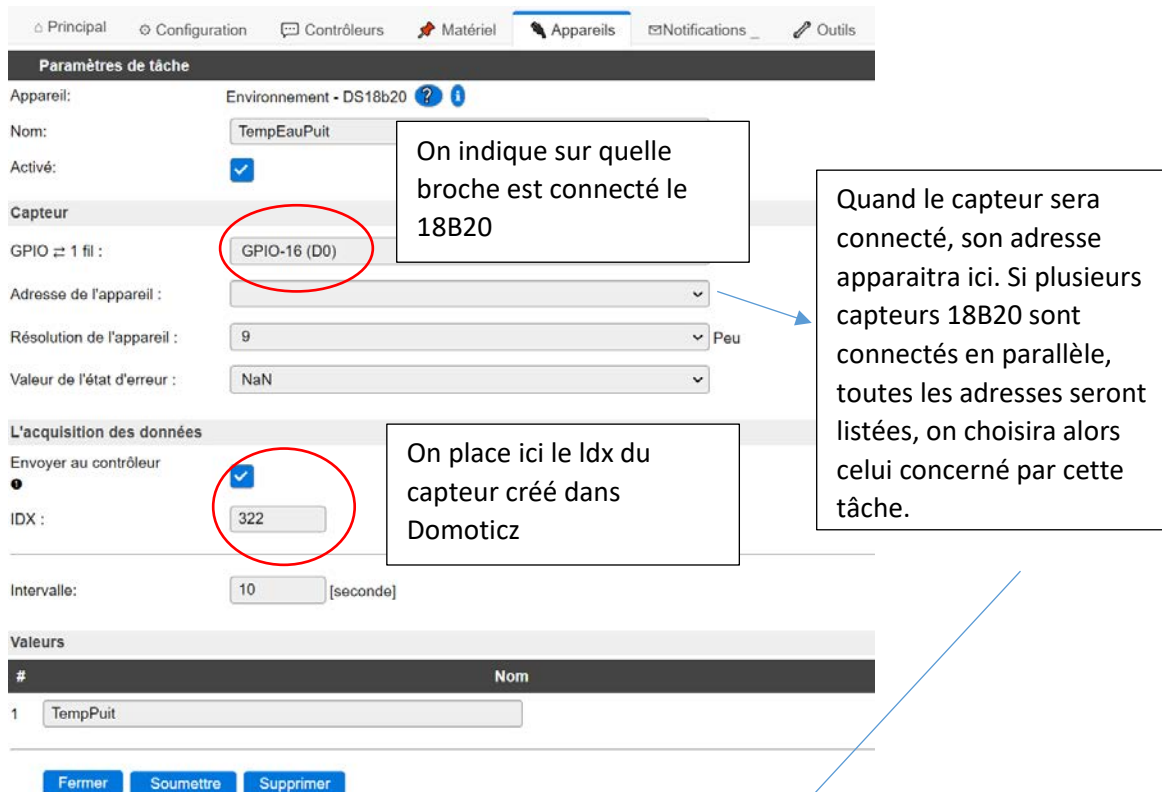 Principal Configuration Contrôleurs Matériel Appareils Notifications _ Outils
Paramètres de tâche
Appareil: Environnement - DS18b20 ? i
Nom: TempEauPuit
Activé:
Capteur
GPIO ⇄ 1 fil : GPIO-16 (D0)
Adresse de l'appareil :
Résolution de l'appareil : 9 Peu
Valeur de l'état d'erreur : NaN
L'acquisition des données
Envoyer au contrôleur
❶
IDX : 322
Intervalle: 10 [seconde]
Valeurs
# Nom
1 TempPuit
Fermer Soumettre Supprimer
On indique sur quelle
broche est connecté le
18B20
On place ici le Idx du
capteur créé dans
Domoticz
Quand le capteur sera
connecté, son adresse
apparaitra ici. Si plusieurs
capteurs 18B20 sont
connectés en parallèle,
toutes les adresses seront
listées, on choisira alors
celui concerné par cette
tâche.